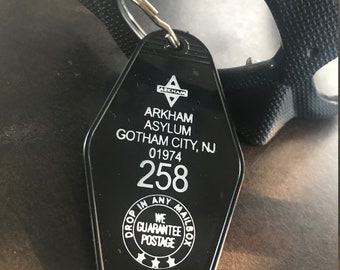 ARKHAM
ARKHAM
ASYLUM
GOTHAM CITY, NJ
01974
258
DROP IN ANY MAILBOX
WE
GUARANTEE
POSTAGE